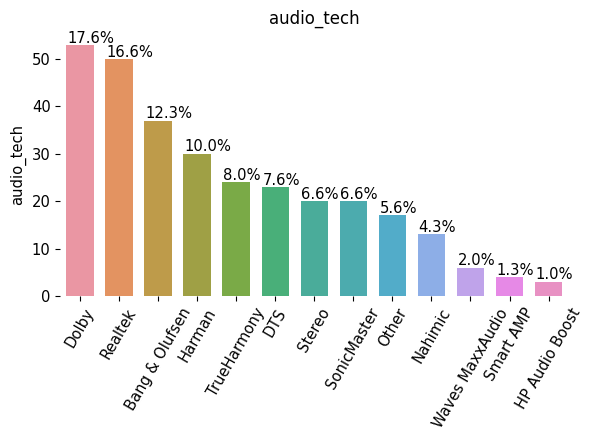 audio_tech
17.6%
16.6%
12.3%
10.0%
8.0%
7.6%
6.6%
6.6%
5.6%
4.3%
2.0%
1.3%
1.0%
50
40
30
20
10
0
audio_tech
Dolby
Realtek
Bang & Olufsen
Harman
TrueHarmony
DTS
Stereo
SonicMaster
Other
Nahimic
Waves MaxxAudio
Smart AMP
HP Audio Boost